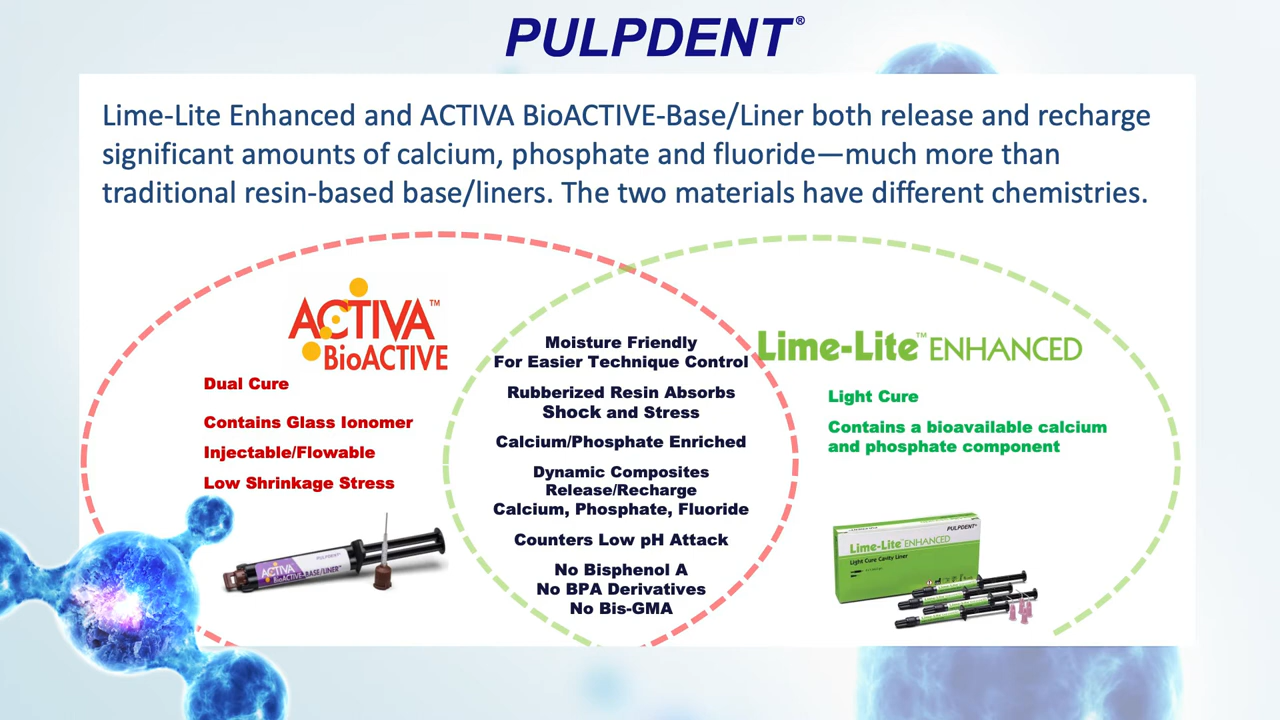 PULPDENT®
Lime-Lite Enhanced and ACTIVA BioACTIVE-Base/Liner both release and recharge
significant amounts of calcium, phosphate and fluoride—much more than
traditional resin-based base/liners. The two materials have different chemistries.
ACTIVA™
BioACTIVE
Dual Cure
Contains Glass Ionomer
Injectable/Flowable
Low Shrinkage Stress
Moisture Friendly
For Easier Technique Control
Rubberized Resin Absorbs
Shock and Stress
Calcium/Phosphate Enriched
Dynamic Composites
Release/Recharge
Calcium, Phosphate, Fluoride
Counters Low pH Attack
No Bisphenol A
No BPA Derivatives
No Bis-GMA
Lime-Lite™ ENHANCED
Light Cure
Contains a bioavailable calcium
and phosphate component
PULPDENT
ACTIVA
BioACTIVE-BASE/LINER™
PULPDENT
Lime-Lite ENHANCED
Light Cure Cavity Liner